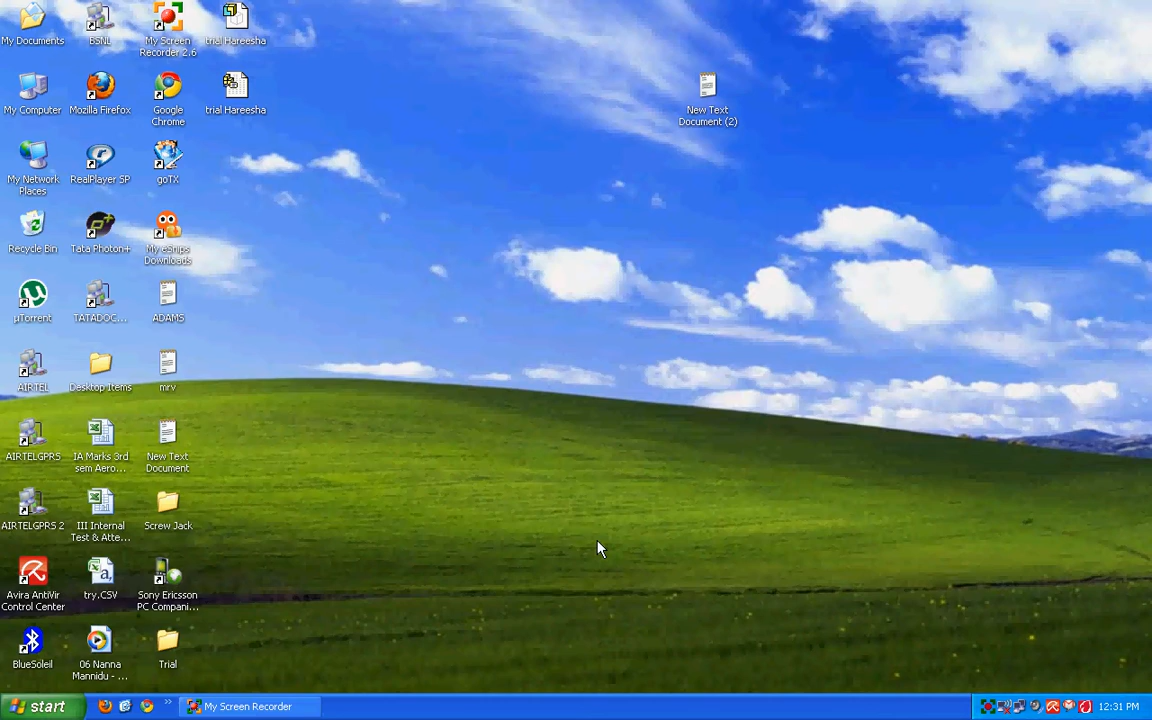 My Documents
BSNL
My Screen
Recorder 2.6
trial Hareesha
My Computer
Mozilla Firefox
Google
Chrome
trial Hareesha
New Text
Document (2)
My Network
Places
RealPlayer SP
goTX
Recycle Bin
Tata Photon+
My eShips
Downloads
µTorrent
TATADOC...
ADAMS
AIRTEL
Desktop Items
mrv
AIRTELGPRS
IA Marks 3rd
sem Aero...
New Text
Document
AIRTELGPRS 2
III Internal
Test & Atte...
Screw Jack
Avira AntiVir
Control Center
try.CSV
Sony Ericsson
PC Compani...
BlueSoleil
06 Nanna
Mannidu - ...
Trial
start
My Screen Recorder
12:31 PM